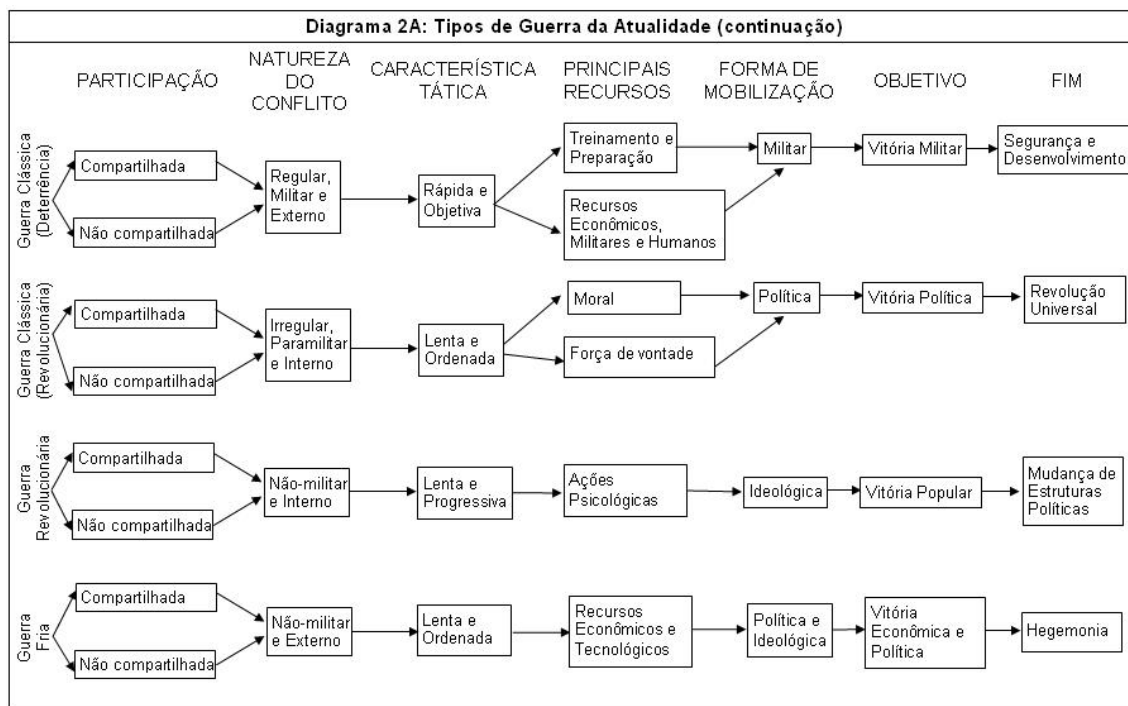 Diagrama 2A: Tipos de Guerra da Atualidade (continuação)
PARTICIPAÇÃO
NATUREZA
DO
CONFLITO
CARACTERÍSTICA
TÁTICA
PRINCIPAIS
RECURSOS
FORMA DE
MOBILIZAÇÃO
OBJETIVO
FIM
Guerra Clássica
(Deterrência)
Compartilhada
Não compartilhada
Regular,
Militar e
Externo
Rápida e
Objetiva
Treinamento e
Preparação
Recursos
Econômicos,
Militares e Humanos
Militar
Vitória Militar
Segurança e
Desenvolvimento
Guerra Clássica
(Revolucionária)
Compartilhada
Não compartilhada
Irregular,
Paramilitar
e Interno
Lenta e
Ordenada
Moral
Força de vontade
Política
Vitória Política
Revolução
Universal
Guerra
Revolucionária
Compartilhada
Não compartilhada
Não-militar
e Interno
Lenta e
Progressiva
Ações
Psicológicas
Ideológica
Vitória Popular
Mudança de
Estruturas
Políticas
Guerra
Fria
Compartilhada
Não compartilhada
Não-militar
e Externo
Lenta e
Ordenada
Recursos
Econômicos e
Tecnológicos
Política e
Ideológica
Vitória
Econômica e
Política
Hegemonia